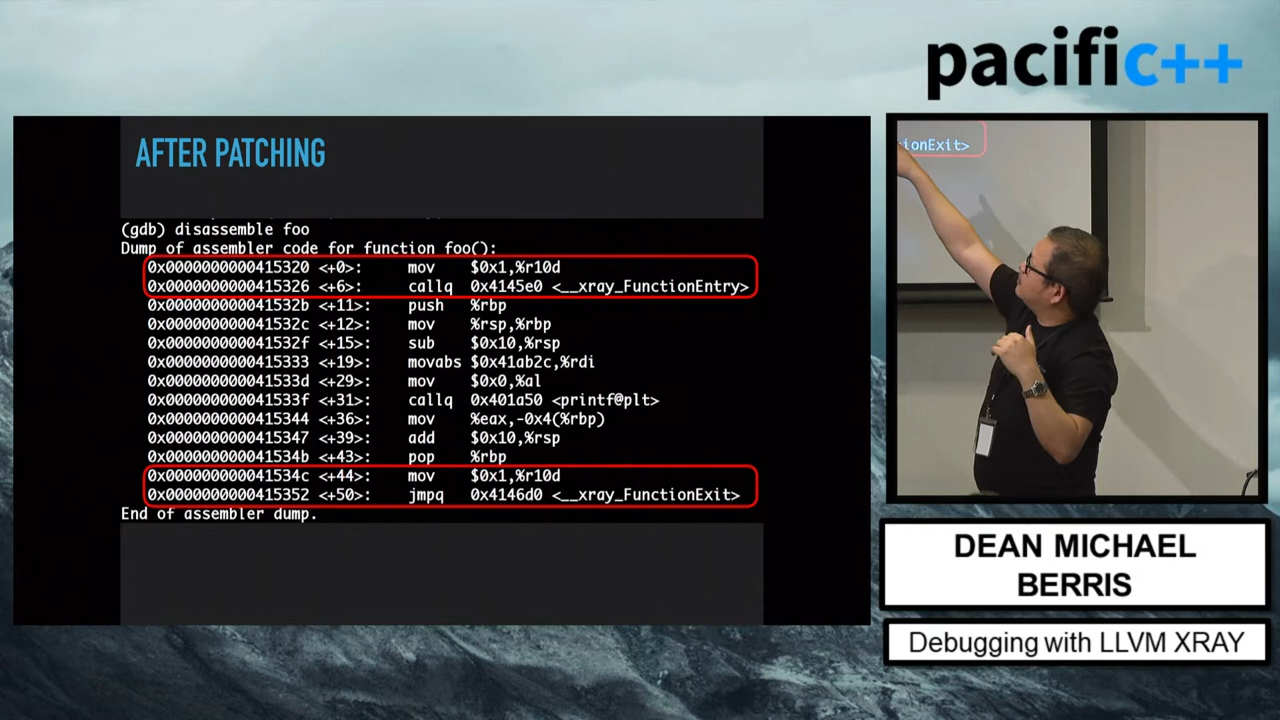 pacific++
AFTER PATCHING
(gdb) disassemble foo
Dump of assembler code for function foo():
0x0000000000415320 <+0>: mov $0x1,%r10d
0x0000000000415326 <+6>: callq 0x4145e0 <__xray_FunctionEntry>
0x000000000041532b <+11>: push %rbp
0x000000000041532c <+12>: mov %rsp,%rbp
0x000000000041532f <+15>: sub $0x10,%rsp
0x0000000000415333 <+19>: movabs $0x41ab2c,%rdi
0x000000000041533d <+29>: mov $0x0,%al
0x000000000041533f <+31>: callq 0x401a50 <printf@plt>
0x0000000000415344 <+36>: mov %eax,-0x4(%rbp)
0x0000000000415347 <+39>: add $0x10,%rsp
0x000000000041534b <+43>: pop %rbp
0x000000000041534c <+44>: mov $0x1,%r10d
0x0000000000415352 <+50>: jmpq 0x4146d0 <__xray_FunctionExit>
End of assembler dump.
ionExit>
DEAN MICHAEL
BERRIS
Debugging with LLVM XRAY